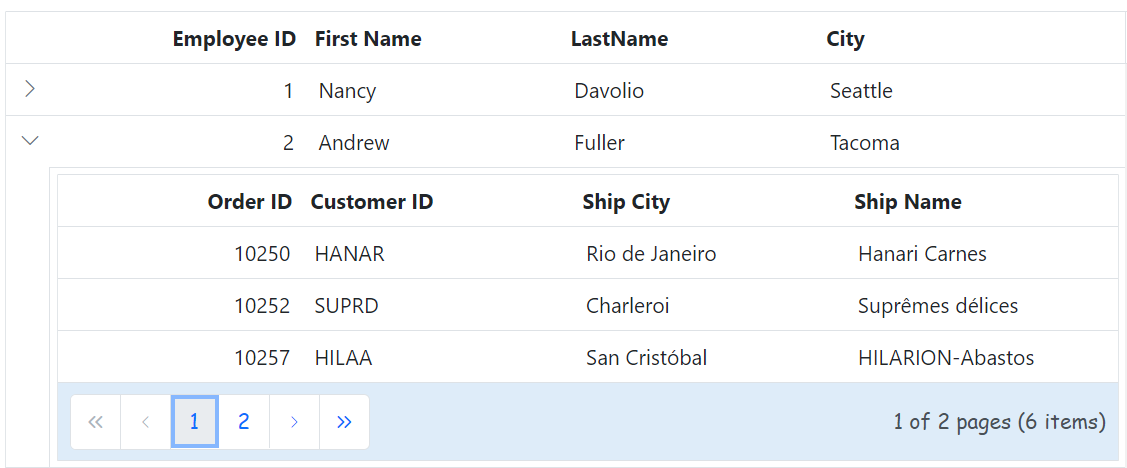 Employee ID First Name LastName City
1 Nancy Davolio Seattle
2 Andrew Fuller Tacoma
Order ID Customer ID Ship City Ship Name
10250 HANAR Rio de Janeiro Hanari Carnes
10252 SUPRD Charleroi Suprêmes délices
10257 HILAA San Cristóbal HILARION-Abastos
1 2 1 of 2 pages (6 items)